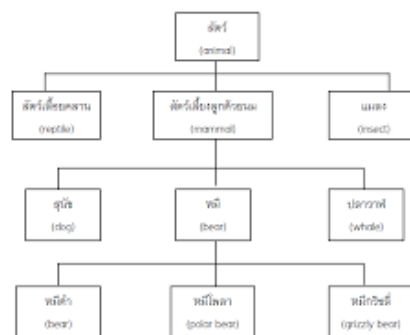 สัตว์
(animal)
สัตว์เลื้อยคลาน
(reptile)
สัตว์เลี้ยงลูกด้วยนม
(mammal)
แมลง
(insect)
สุนัข
(dog)
หมี
(bear)
ปลาวาฬ
(whale)
หมีดำ
(bear)
หมีโพลา
(polar bear)
หมีกริซลี่
(grizzly bear)